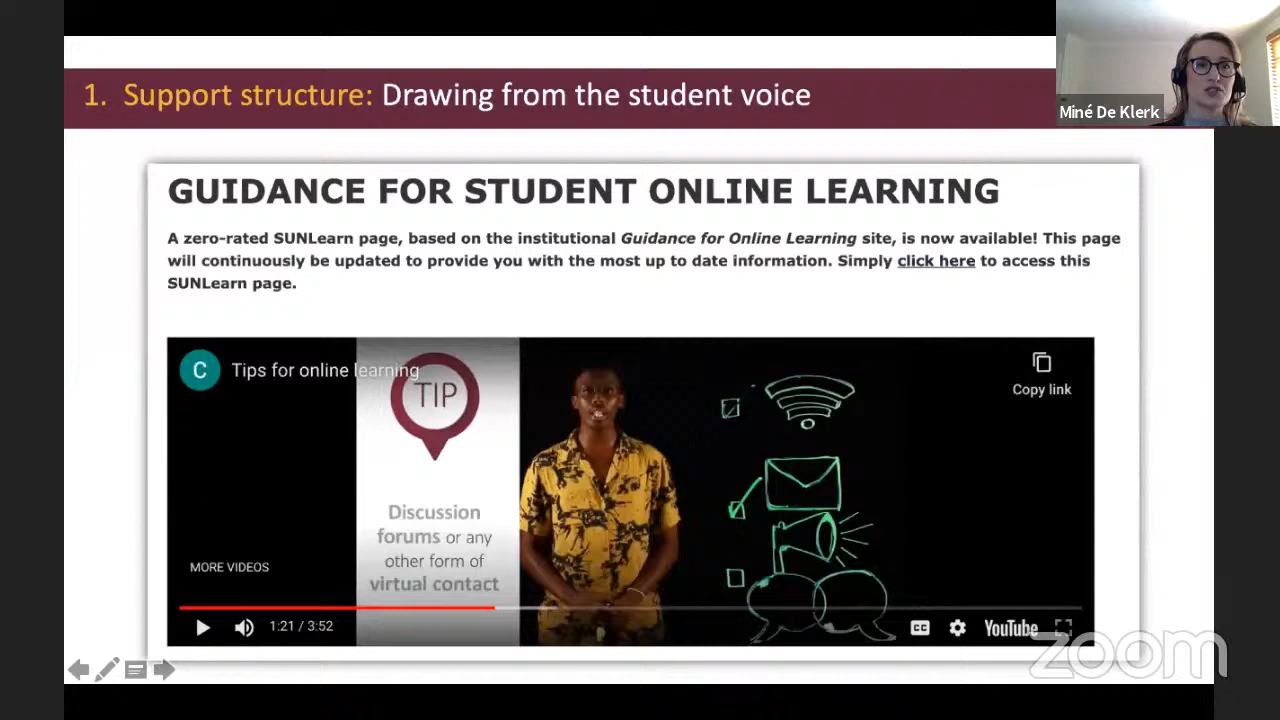 1. Support structure: Drawing from the student voice
Miné De Klerk
GUIDANCE FOR STUDENT ONLINE LEARNING
A zero-rated SUNLearn page, based on the institutional Guidance for Online Learning site, is now available! This page
will continuously be updated to provide you with the most up to date information. Simply click here to access this
SUNLearn page.
C
Tips for online learning
Copy link
TIP
Discussion
forums or any
other form of
virtual contact
MORE VIDEOS
1:21 / 3:52
CC
YouTube
zoom